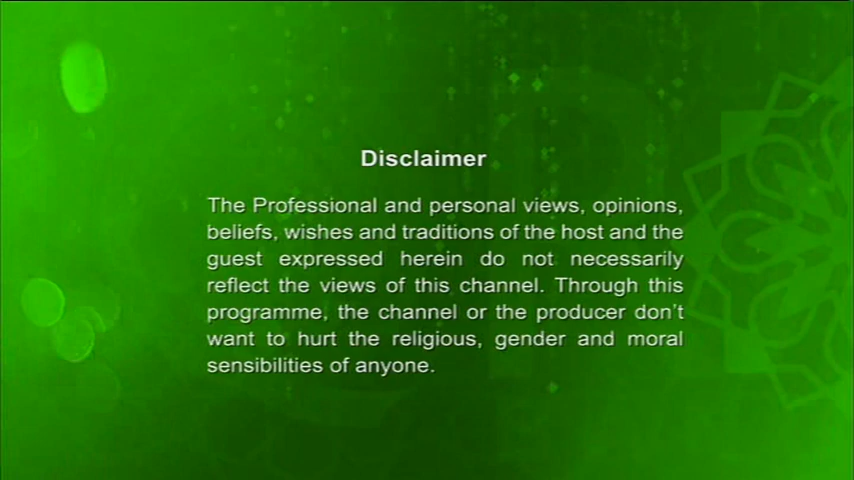 Disclaimer
The Professional and personal views, opinions,
beliefs, wishes and traditions of the host and the
guest expressed herein do not necessarily
reflect the views of this channel. Through this
programme, the channel or the producer don't
want to hurt the religious, gender and moral
sensibilities of anyone.